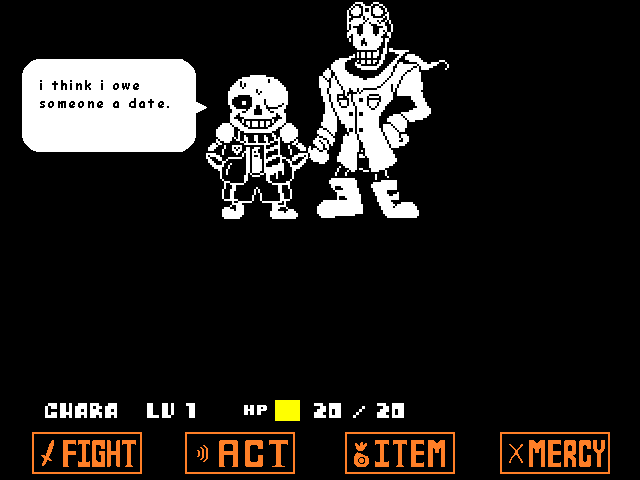 i think i owe
someone a date.
CHARA LV 1 HP 20 / 20
FIGHT ACT ITEM MERCY